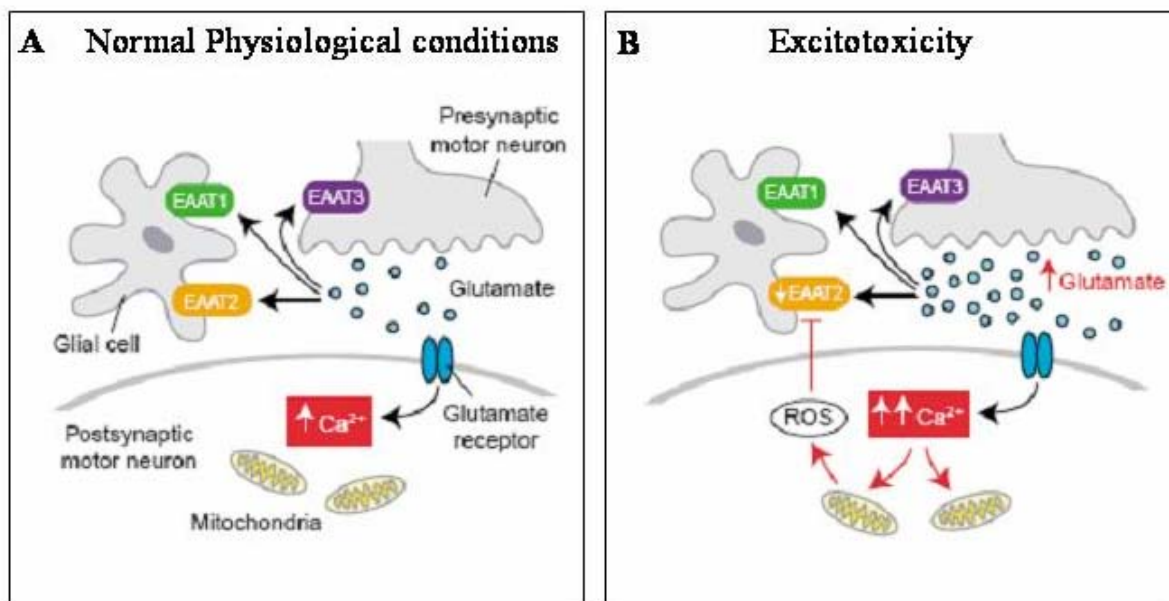 A Normal Physiological conditions
Presynaptic
motor neuron
EAAT1
EAAT3
EAAT2
Glutamate
Glial cell
↑ Ca²⁺
Glutamate
receptor
Postsynaptic
motor neuron
Mitochondria
B Excitotoxicity
EAAT1
EAAT3
↓EAAT2
↑Glutamate
ROS
↑↑ Ca²⁺